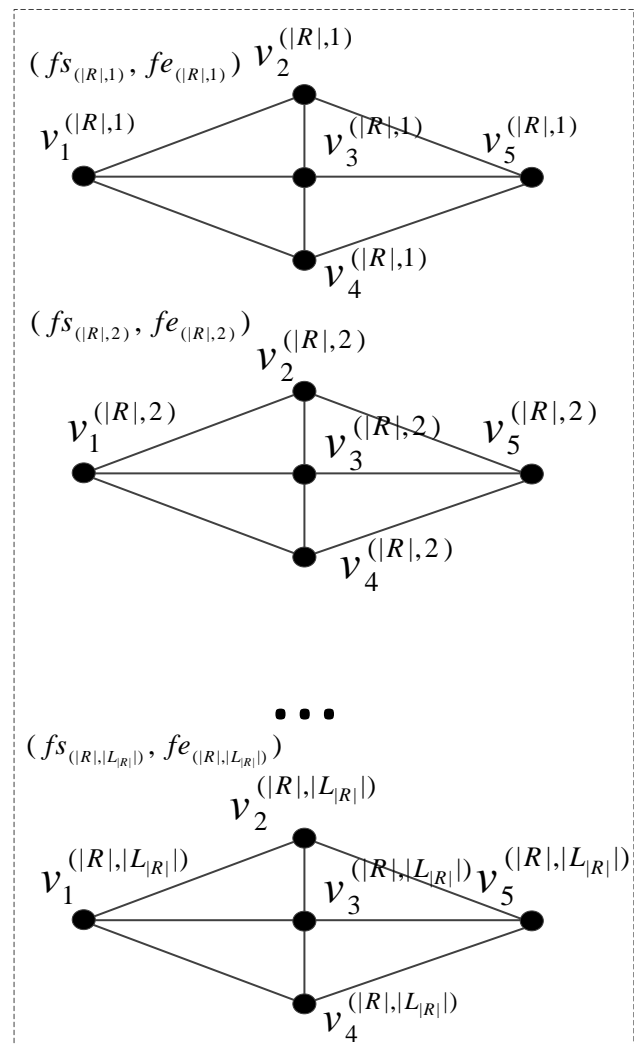 (fs_{(|R|,1)}, fe_{(|R|,1)})
v_2^{(|R|,1)}
v_1^{(|R|,1)}
v_3^{(|R|,1)}
v_5^{(|R|,1)}
v_4^{(|R|,1)}
(fs_{(|R|,2)}, fe_{(|R|,2)})
v_2^{(|R|,2)}
v_1^{(|R|,2)}
v_3^{(|R|,2)}
v_5^{(|R|,2)}
v_4^{(|R|,2)}
...
(fs_{(|R|,|L_{|R|}|)}, fe_{(|R|,|L_{|R|}|)})
v_2^{(|R|,|L_{|R|}|)}
v_1^{(|R|,|L_{|R|}|)}
v_3^{(|R|,|L_{|R|}|)}
v_5^{(|R|,|L_{|R|}|)}
v_4^{(|R|,|L_{|R|}|)}